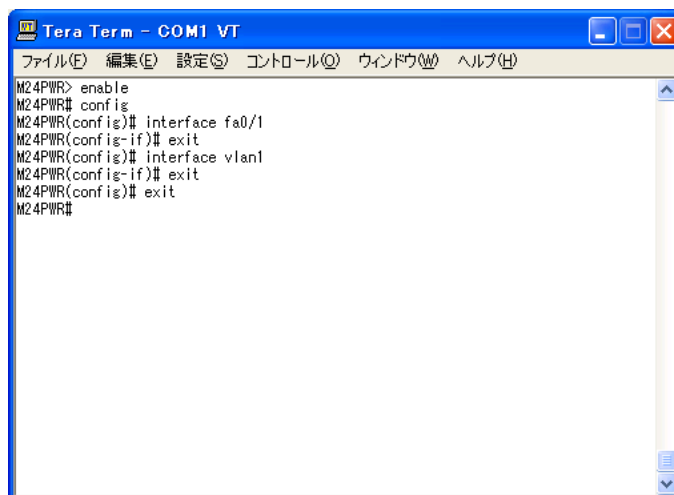 Tera Term - COM1 VT
ファイル(F) 編集(E) 設定(S) コントロール(O) ウィンドウ(W) ヘルプ(H)
M24PWR> enable
M24PWR# config
M24PWR(config)# interface fa0/1
M24PWR(config-if)# exit
M24PWR(config)# interface vlan1
M24PWR(config-if)# exit
M24PWR(config)# exit
M24PWR#